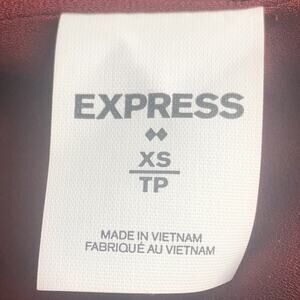 EXPRESS
XS
TP
MADE IN VIETNAM
FABRIQUÉ AU VIETNAM